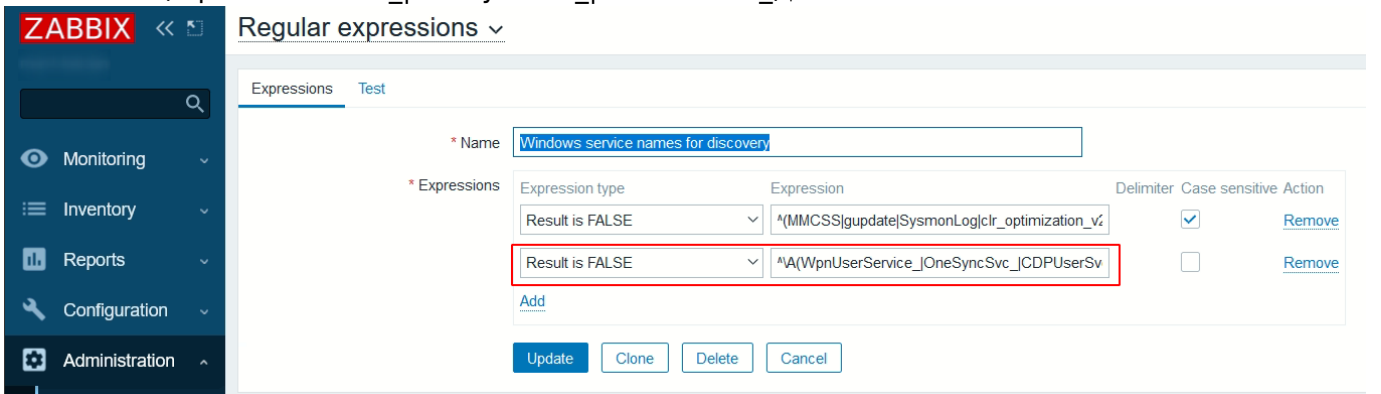 ZABBIX
Regular expressions
Expressions Test
* Name Windows service names for discovery
* Expressions Expression type Expression Delimiter Case sensitive Action
Result is FALSE ^(MMCSS|gupdate|SysmonLog|clr_optimization_v2 Remove
Result is FALSE ^\A(WpnUserService_|OneSyncSvc_|CDPUserSv Remove
Add
Update Clone Delete Cancel
Monitoring
Inventory
Reports
Configuration
Administration